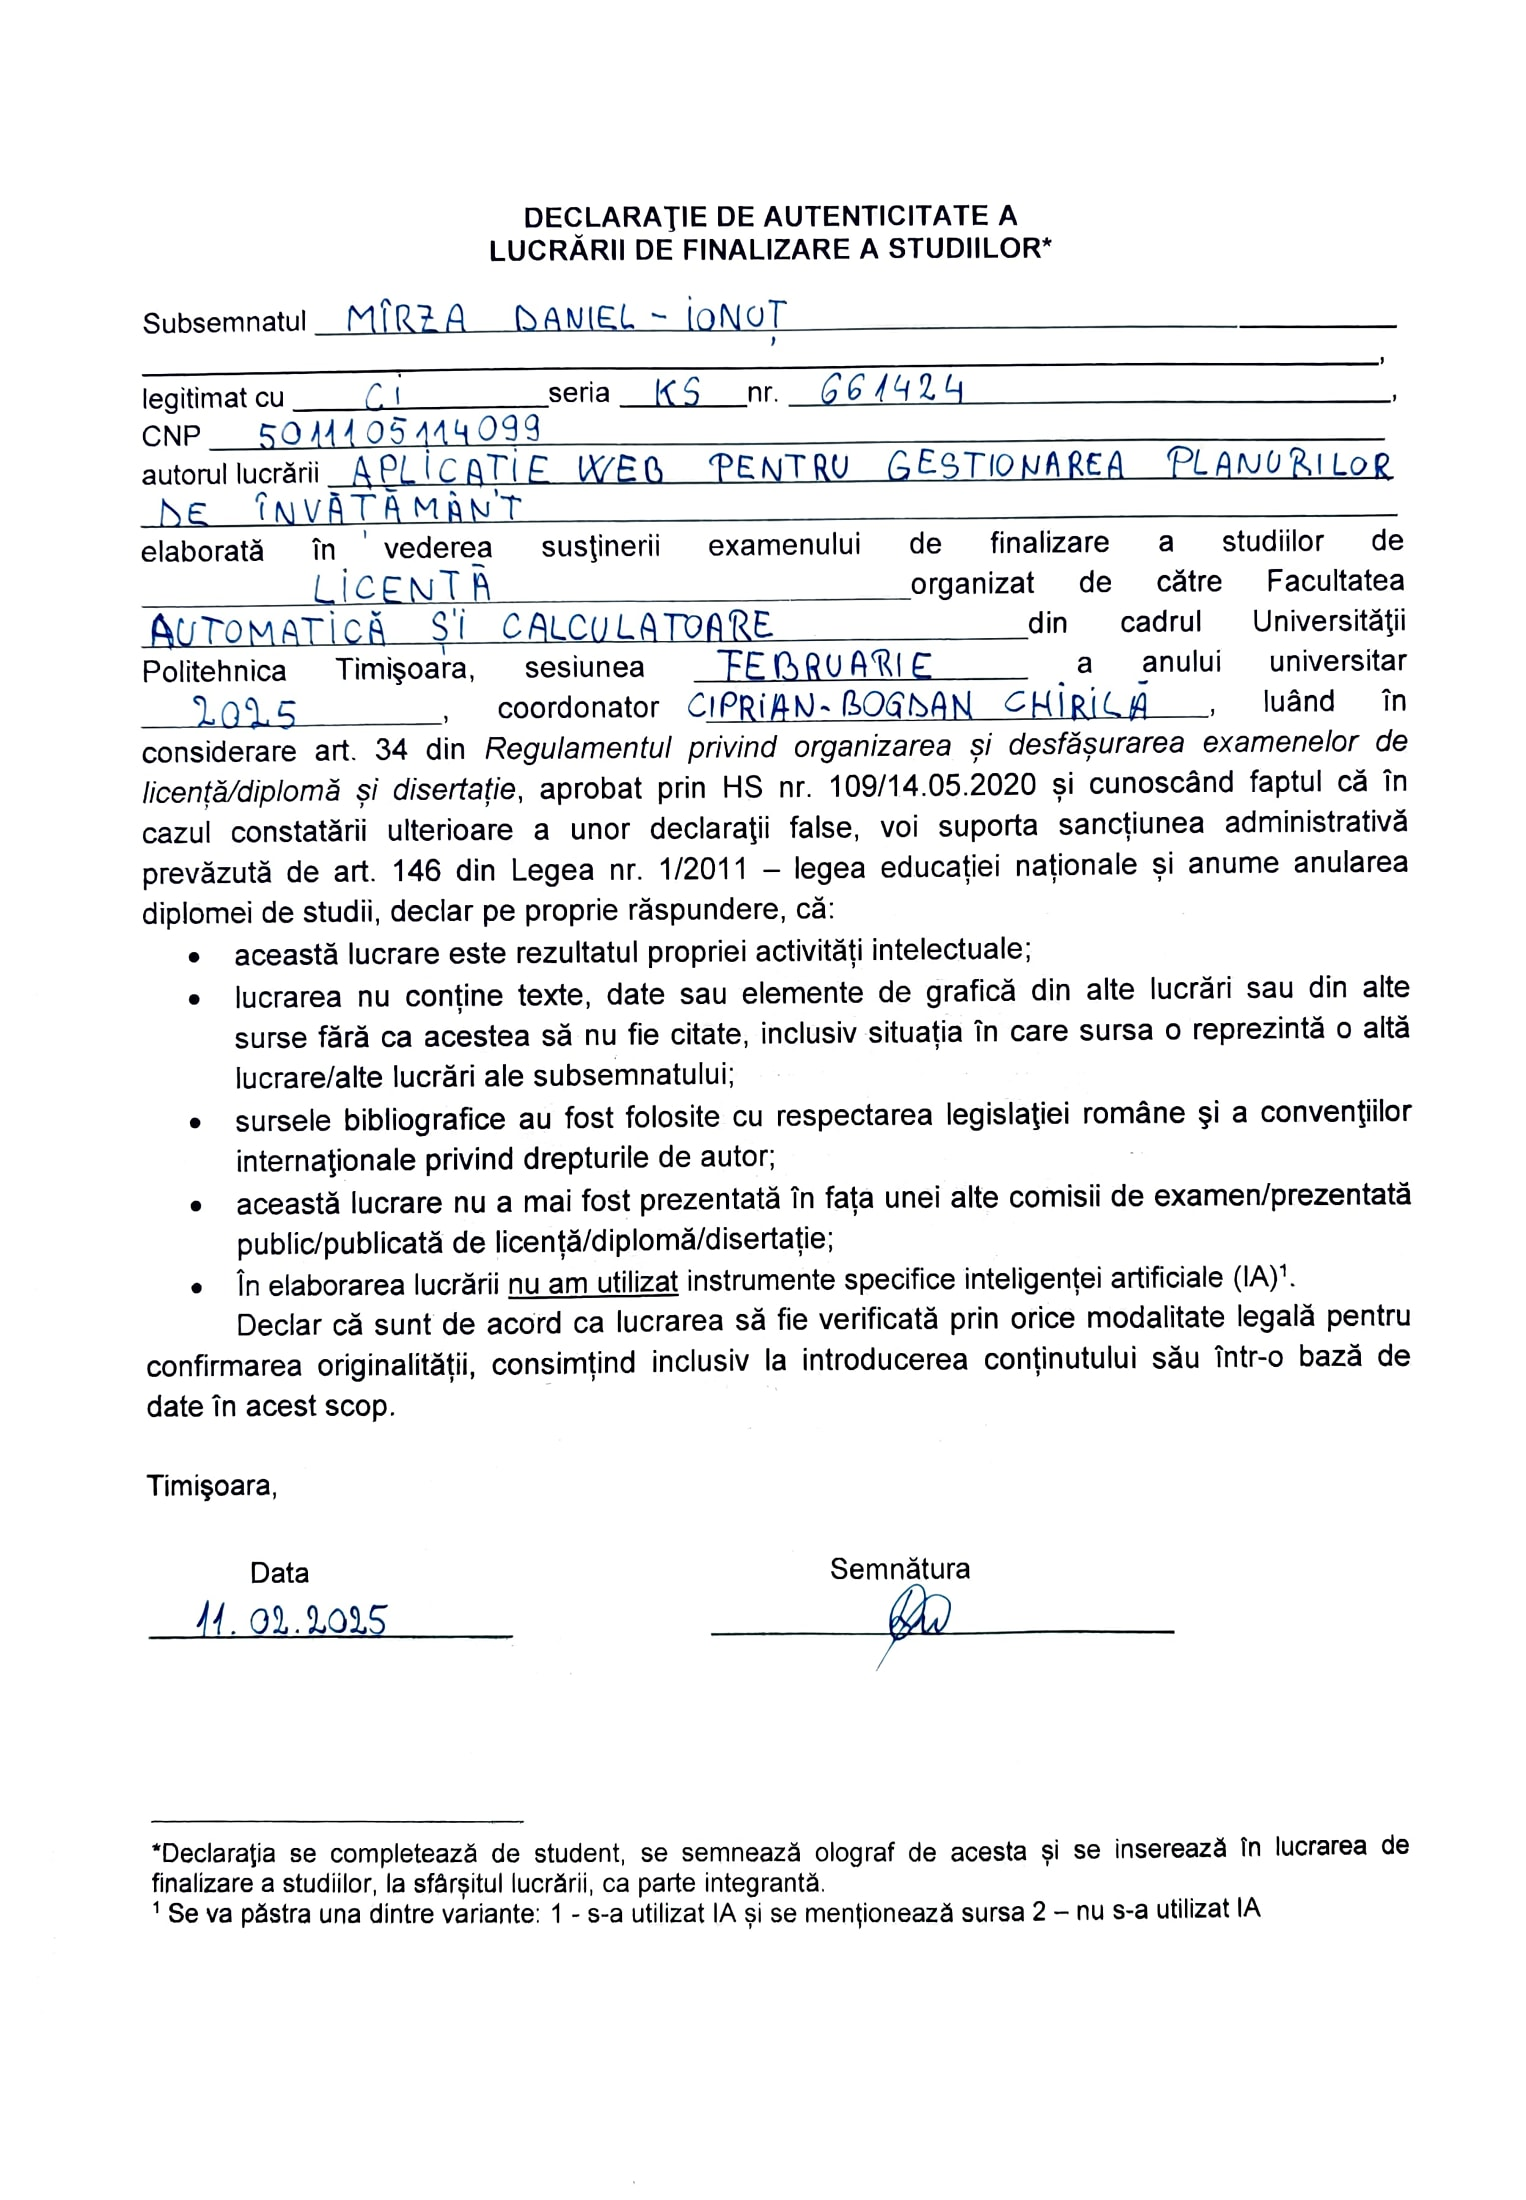 DECLARAŢIE DE AUTENTICITATE A
LUCRĂRII DE FINALIZARE A STUDIILOR*
Subsemnatul MÎRZA DANIEL-IONUȚ
,
legitimat cu CI seria KS nr. 661424,
CNP 5011105114099
autorul lucrării APLICAȚIE WEB PENTRU GESTIONAREA PLANURILOR
DE ÎNVĂȚĂMÂNT
elaborată în vederea susţinerii examenului de finalizare a studiilor de
LICENȚĂ organizat de către Facultatea
AUTOMATICĂ ȘI CALCULATOARE din cadrul Universităţii
Politehnica Timişoara, sesiunea FEBRUARIE a anului universitar
2025, coordonator CIPRIAN-BOGDAN CHIRILĂ, luând în
considerare art. 34 din Regulamentul privind organizarea și desfășurarea examenelor de
licență/diplomă și disertație, aprobat prin HS nr. 109/14.05.2020 și cunoscând faptul că în
cazul constatării ulterioare a unor declaraţii false, voi suporta sancțiunea administrativă
prevăzută de art. 146 din Legea nr. 1/2011 – legea educației naționale și anume anularea
diplomei de studii, declar pe proprie răspundere, că:
• această lucrare este rezultatul propriei activități intelectuale;
• lucrarea nu conține texte, date sau elemente de grafică din alte lucrări sau din alte
surse fără ca acestea să nu fie citate, inclusiv situația în care sursa o reprezintă o altă
lucrare/alte lucrări ale subsemnatului;
• sursele bibliografice au fost folosite cu respectarea legislaţiei române şi a convenţiilor
internaţionale privind drepturile de autor;
• această lucrare nu a mai fost prezentată în fața unei alte comisii de examen/prezentată
public/publicată de licență/diplomă/disertație;
• În elaborarea lucrării nu am utilizat instrumente specifice inteligenței artificiale (IA)¹.
Declar că sunt de acord ca lucrarea să fie verificată prin orice modalitate legală pentru
confirmarea originalității, consimțind inclusiv la introducerea conținutului său într-o bază de
date în acest scop.
Timişoara,
Data Semnătura
11.02.2025
*Declaraţia se completează de student, se semnează olograf de acesta și se inserează în lucrarea de
finalizare a studiilor, la sfârșitul lucrării, ca parte integrantă.
¹ Se va păstra una dintre variante: 1 - s-a utilizat IA și se menționează sursa 2 – nu s-a utilizat IA